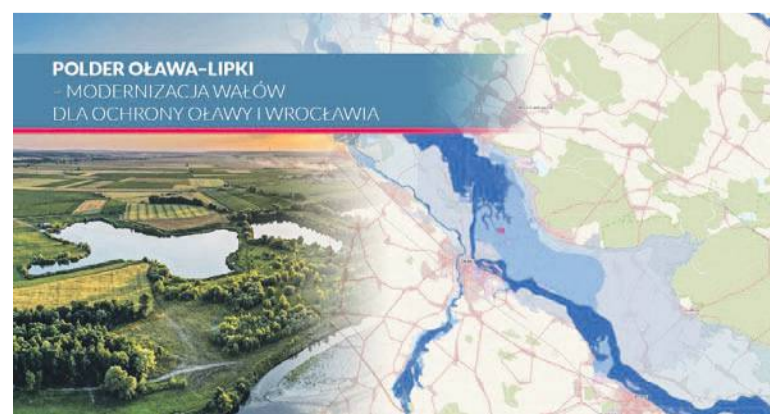 POLDER OŁAWA–LIPKI
– MODERNIZACJA WAŁÓW
DLA OCHRONY OŁAWY I WROCŁAWIA